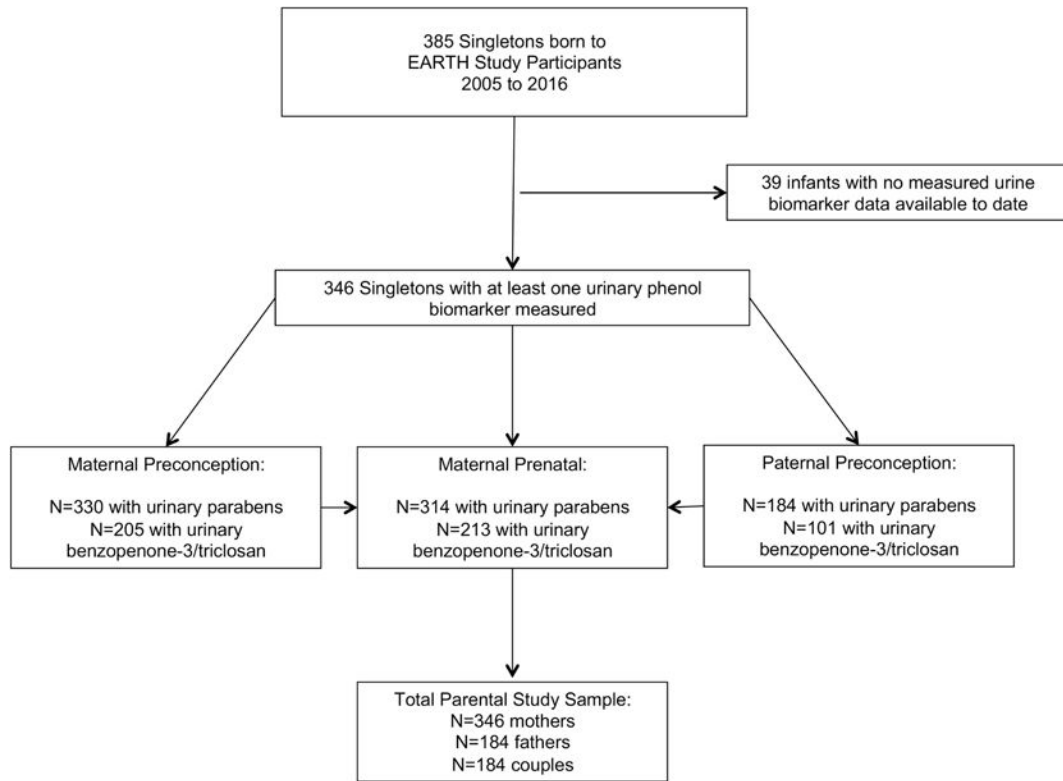 385 Singletons born to
EARTH Study Participants
2005 to 2016
39 infants with no measured urine
biomarker data available to date
346 Singletons with at least one urinary phenol
biomarker measured
Maternal Preconception:
N=330 with urinary parabens
N=205 with urinary
benzopenone-3/triclosan
Maternal Prenatal:
N=314 with urinary parabens
N=213 with urinary
benzopenone-3/triclosan
Paternal Preconception:
N=184 with urinary parabens
N=101 with urinary
benzopenone-3/triclosan
Total Parental Study Sample:
N=346 mothers
N=184 fathers
N=184 couples